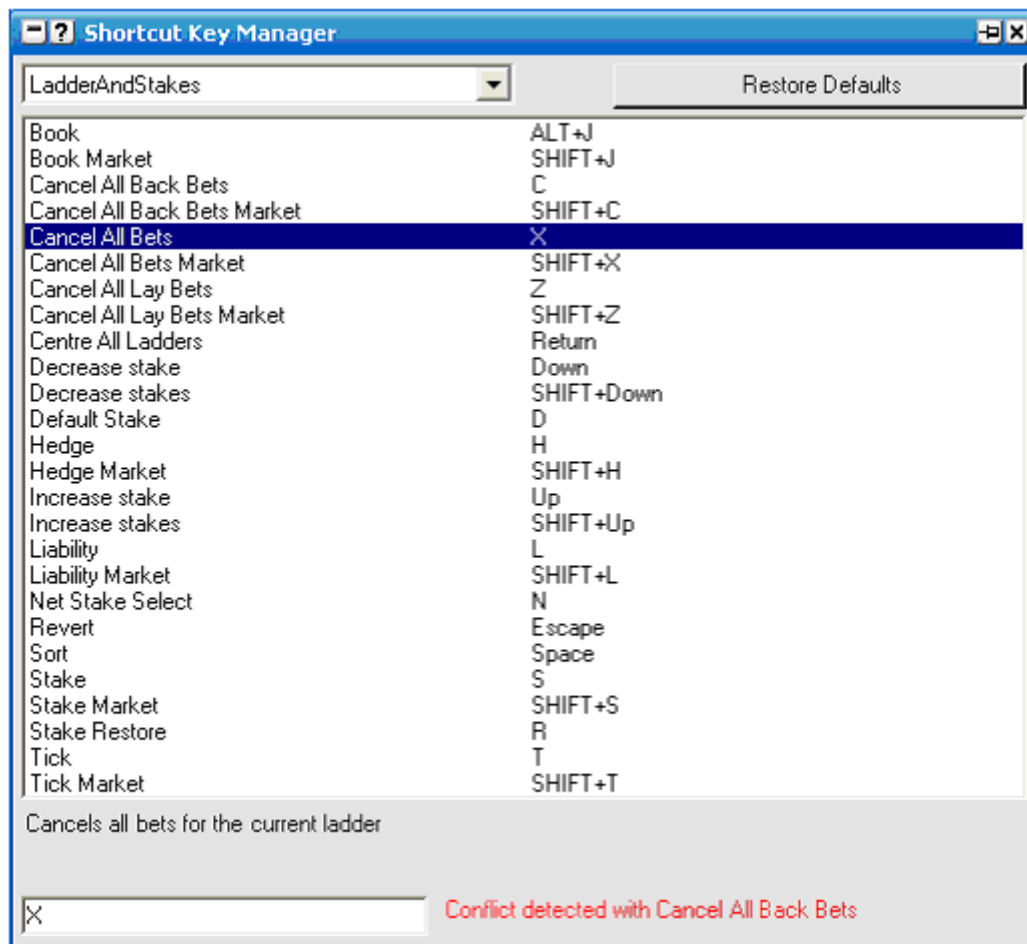 Shortcut Key Manager
LadderAndStakes Restore Defaults
Book ALT+J
Book Market SHIFT+J
Cancel All Back Bets C
Cancel All Back Bets Market SHIFT+C
Cancel All Bets X
Cancel All Bets Market SHIFT+X
Cancel All Lay Bets Z
Cancel All Lay Bets Market SHIFT+Z
Centre All Ladders Return
Decrease stake Down
Decrease stakes SHIFT+Down
Default Stake D
Hedge H
Hedge Market SHIFT+H
Increase stake Up
Increase stakes SHIFT+Up
Liability L
Liability Market SHIFT+L
Net Stake Select N
Revert Escape
Sort Space
Stake S
Stake Market SHIFT+S
Stake Restore R
Tick T
Tick Market SHIFT+T
Cancels all bets for the current ladder
X Conflict detected with Cancel All Back Bets